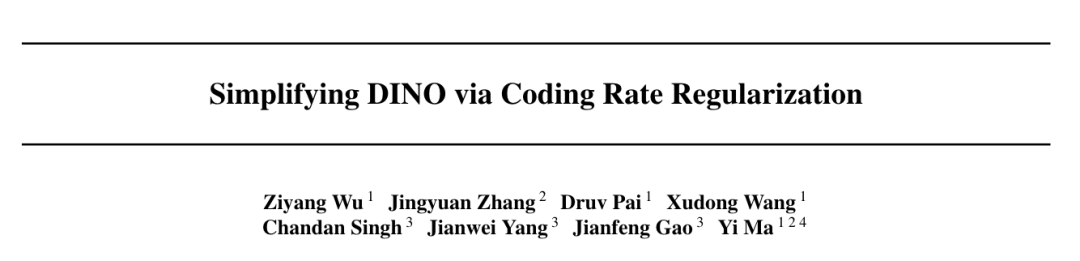 Simplifying DINO via Coding Rate Regularization
Ziyang Wu 1 Jingyuan Zhang 2 Druv Pai 1 Xudong Wang 1
Chandan Singh 3 Jianwei Yang 3 Jianfeng Gao 3 Yi Ma 1 2 4